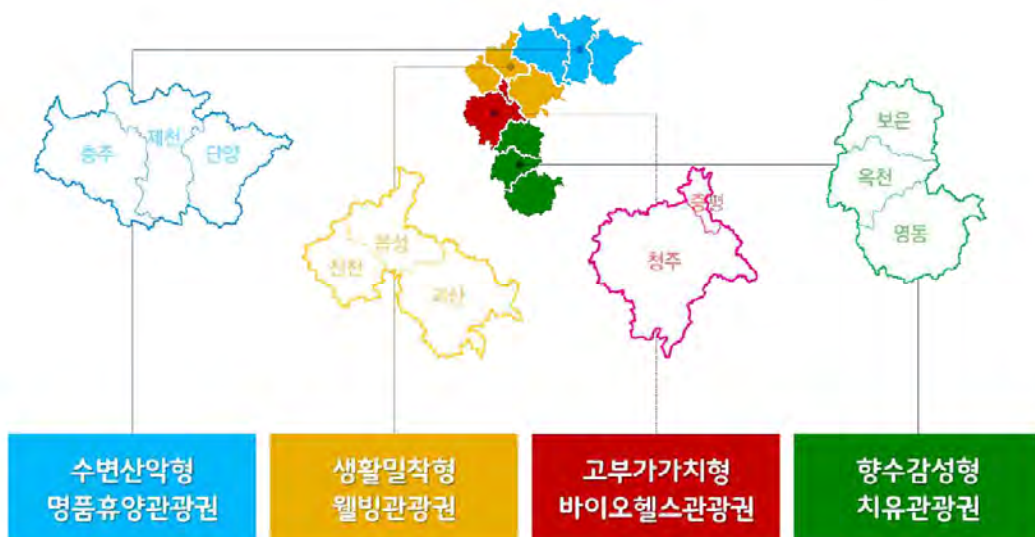 충주
제천
단양
음성
진천
괴산
증평
청주
보은
옥천
영동
수변산악형
명품휴양관광권
생활밀착형
웰빙관광권
고부가가치형
바이오헬스관광권
향수감성형
치유관광권